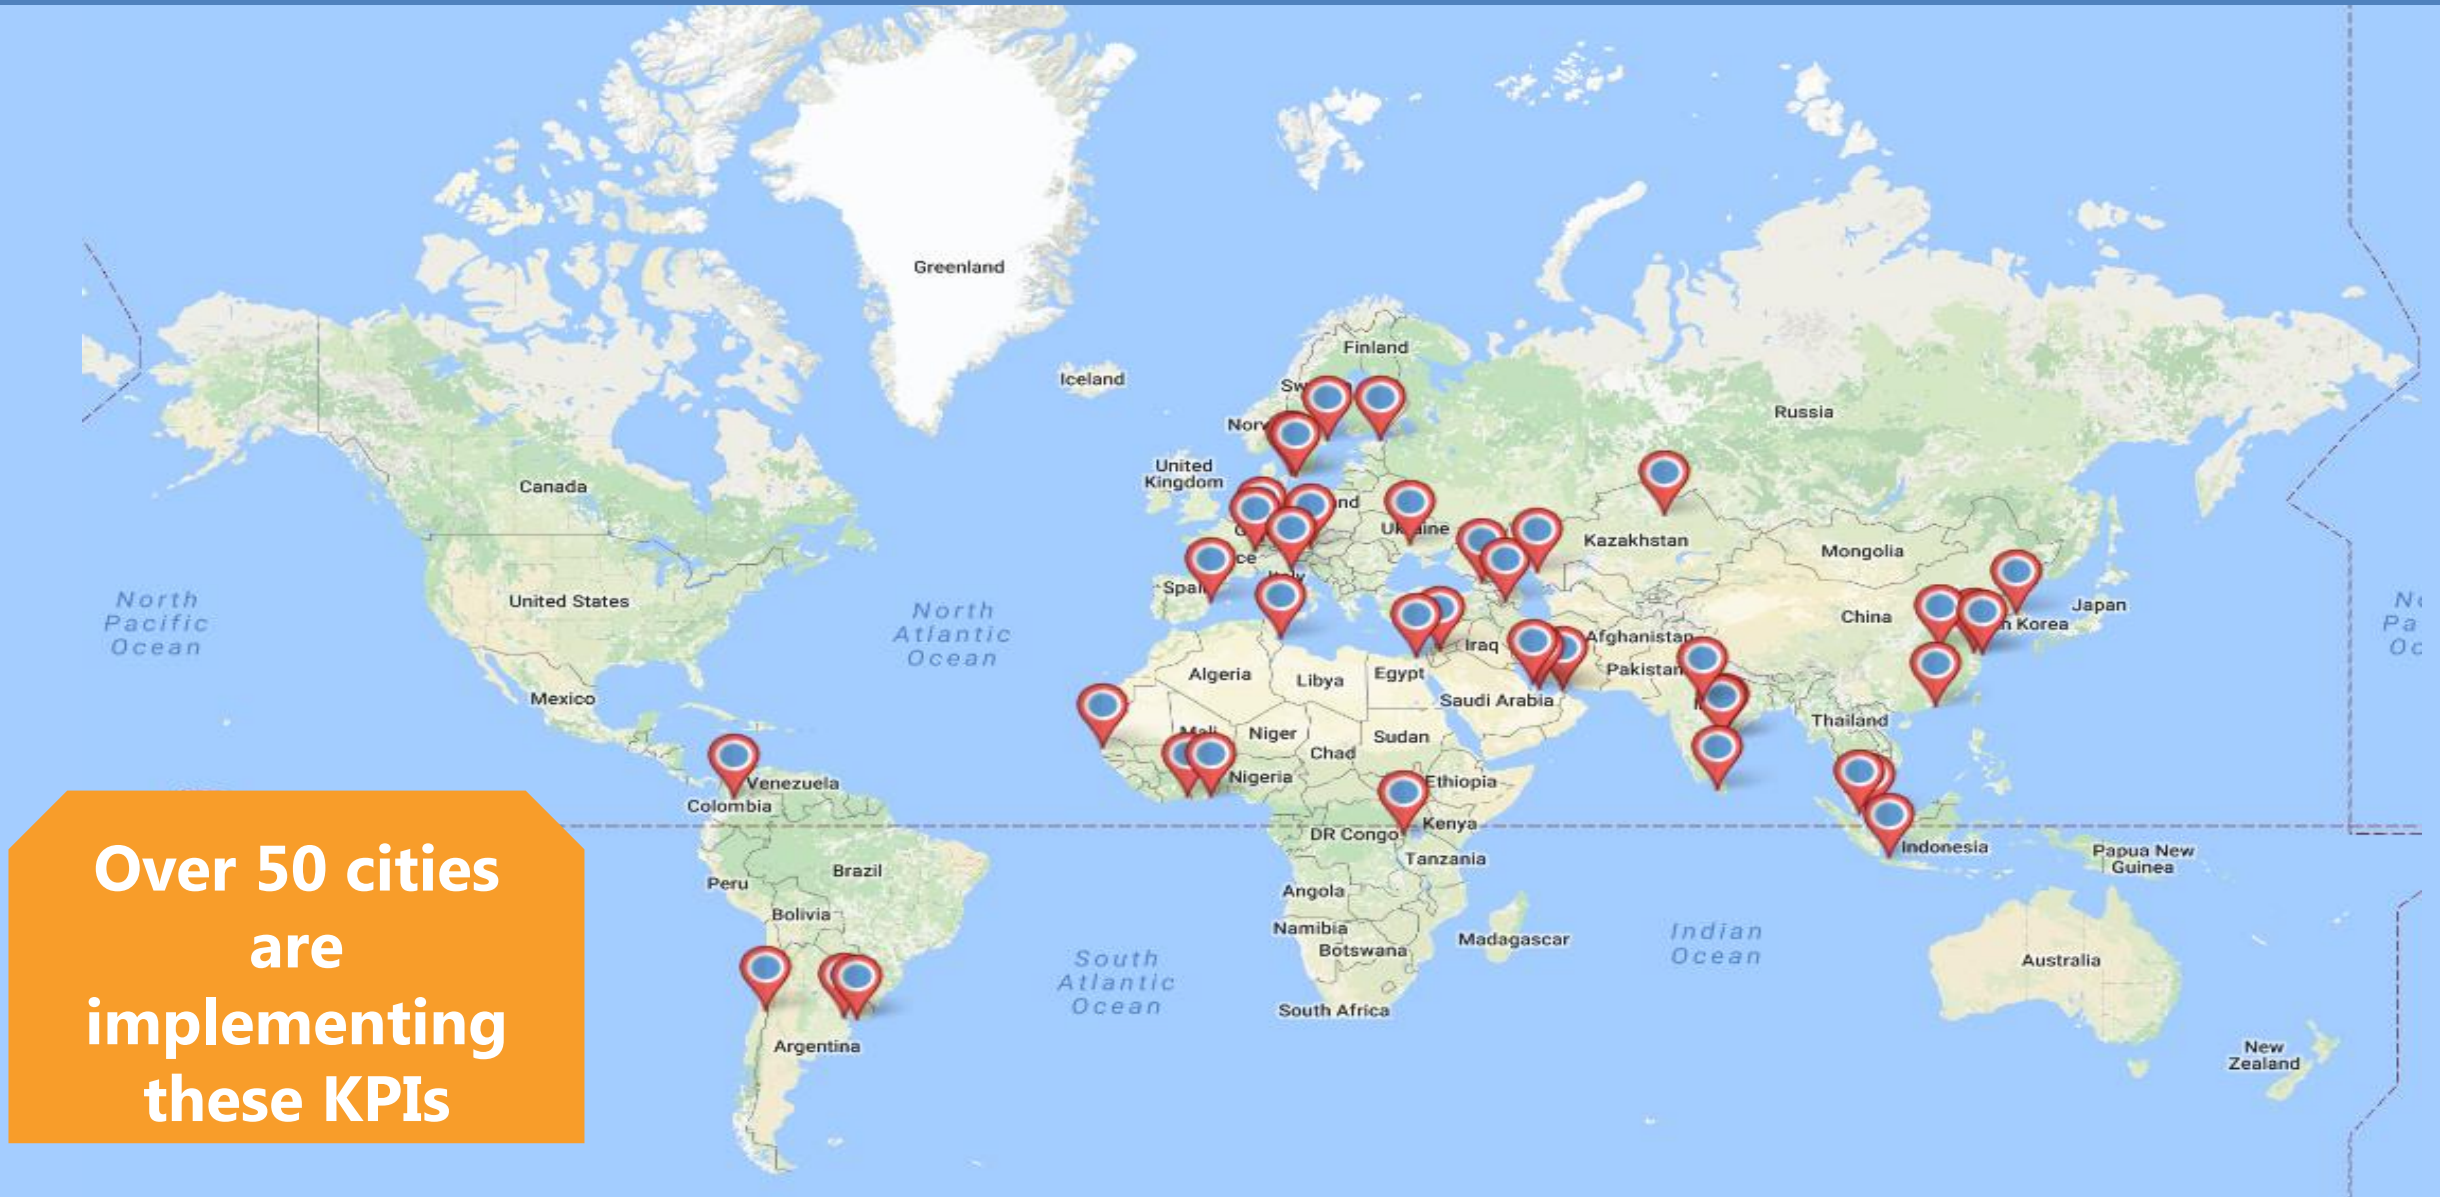 Greenland
Finland
Iceland
Russia
United
Kingdom
Canada
Kazakhstan
Mongolia
United States
North
Pacific
Ocean
North
Atlantic
Ocean
China
Japan
Korea
Iraq
Afghanistan
Pakistan
Algeria
Libya
Egypt
Saudi Arabia
Mexico
Mali
Niger
Sudan
Chad
Thailand
Nigeria
Ethiopia
Venezuela
Colombia
DR Congo
Kenya
Tanzania
Indonesia
Papua New
Guinea
Peru
Brazil
Angola
Bolivia
Namibia
Botswana
Madagascar
Indian
Ocean
South
Atlantic
Ocean
Australia
South Africa
Argentina
New
Zealand
Over 50 cities
are
implementing
these KPIs